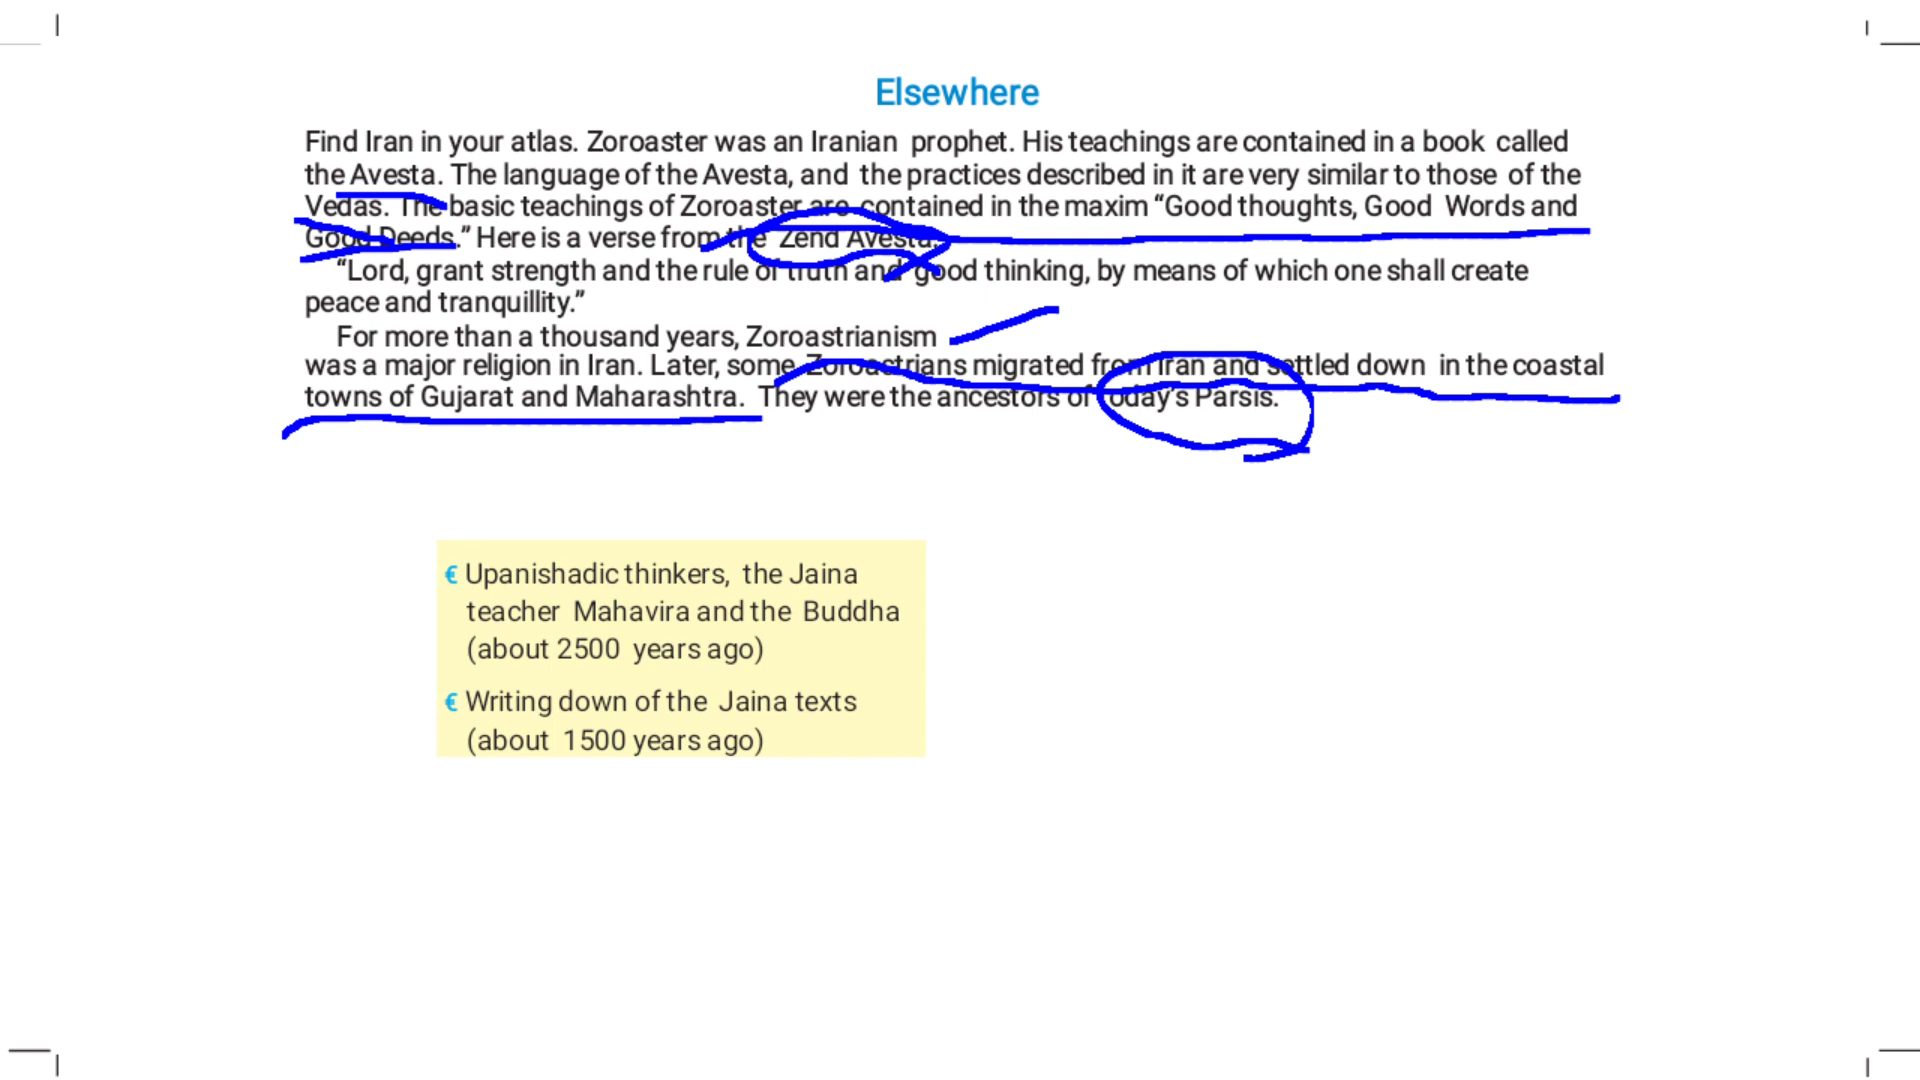 Elsewhere
Find Iran in your atlas. Zoroaster was an Iranian prophet. His teachings are contained in a book called
the Avesta. The language of the Avesta, and the practices described in it are very similar to those of the
Vedas. The basic teachings of Zoroaster are contained in the maxim “Good thoughts, Good Words and
Good Deeds.” Here is a verse from the Zend Avesta:
“Lord, grant strength and the rule of truth and good thinking, by means of which one shall create
peace and tranquillity.”
For more than a thousand years, Zoroastrianism
was a major religion in Iran. Later, some Zoroastrians migrated from Iran and settled down in the coastal
towns of Gujarat and Maharashtra. They were the ancestors of today’s Parsis.
€ Upanishadic thinkers, the Jaina
teacher Mahavira and the Buddha
(about 2500 years ago)
€ Writing down of the Jaina texts
(about 1500 years ago)